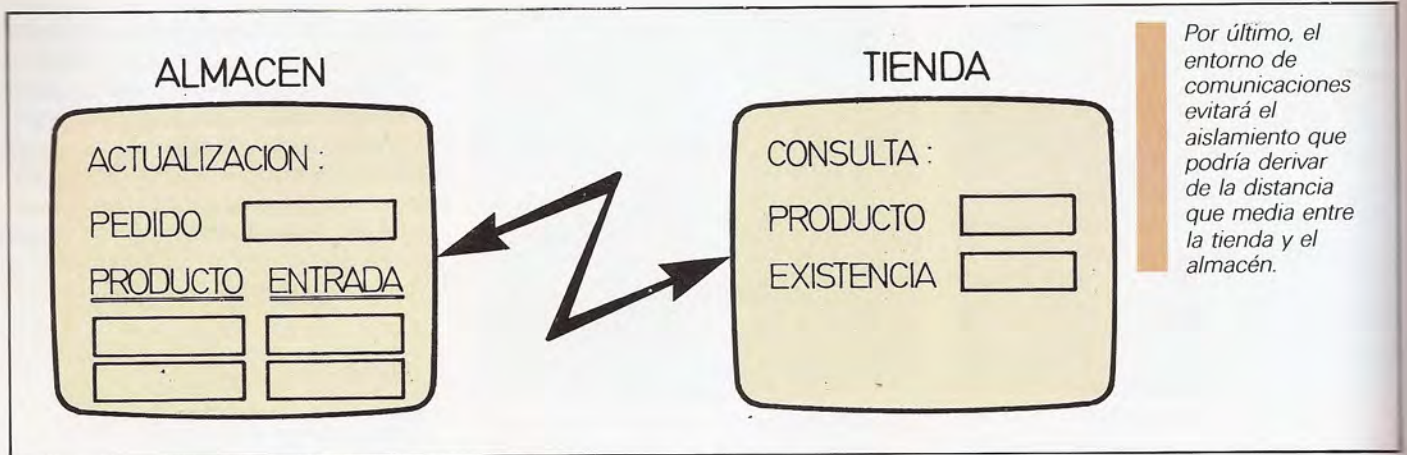 ALMACEN
ACTUALIZACION :
PEDIDO
PRODUCTO ENTRADA
TIENDA
CONSULTA :
PRODUCTO
EXISTENCIA
Por último, el
entorno de
comunicaciones
evitará el
aislamiento que
podría derivar
de la distancia
que media entre
la tienda y el
almacén.